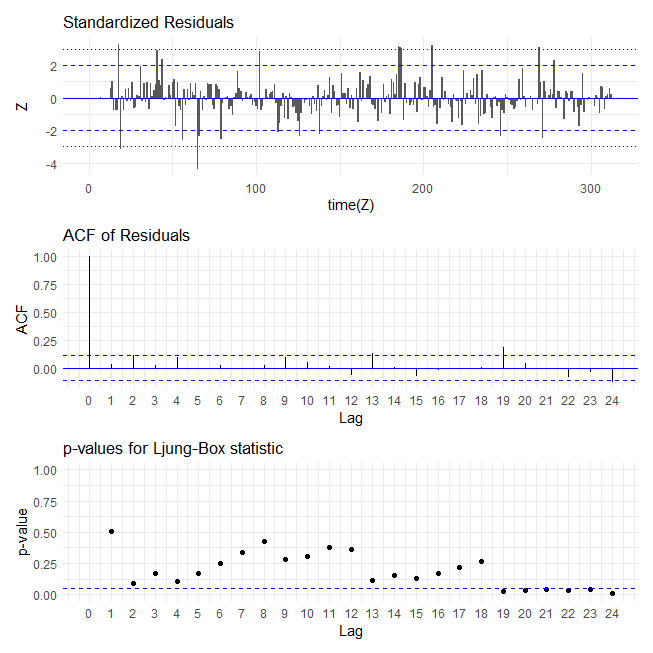 Standardized Residuals
2
0
-2
-4
Z
0 100 200 300
time(Z)
ACF of Residuals
1.00
0.75
0.50
0.25
0.00
ACF
0 1 2 3 4 5 6 7 8 9 10 11 12 13 14 15 16 17 18 19 20 21 22 23 24
Lag
p-values for Ljung-Box statistic
1.00
0.75
0.50
0.25
0.00
p-value
0 1 2 3 4 5 6 7 8 9 10 11 12 13 14 15 16 17 18 19 20 21 22 23 24
Lag